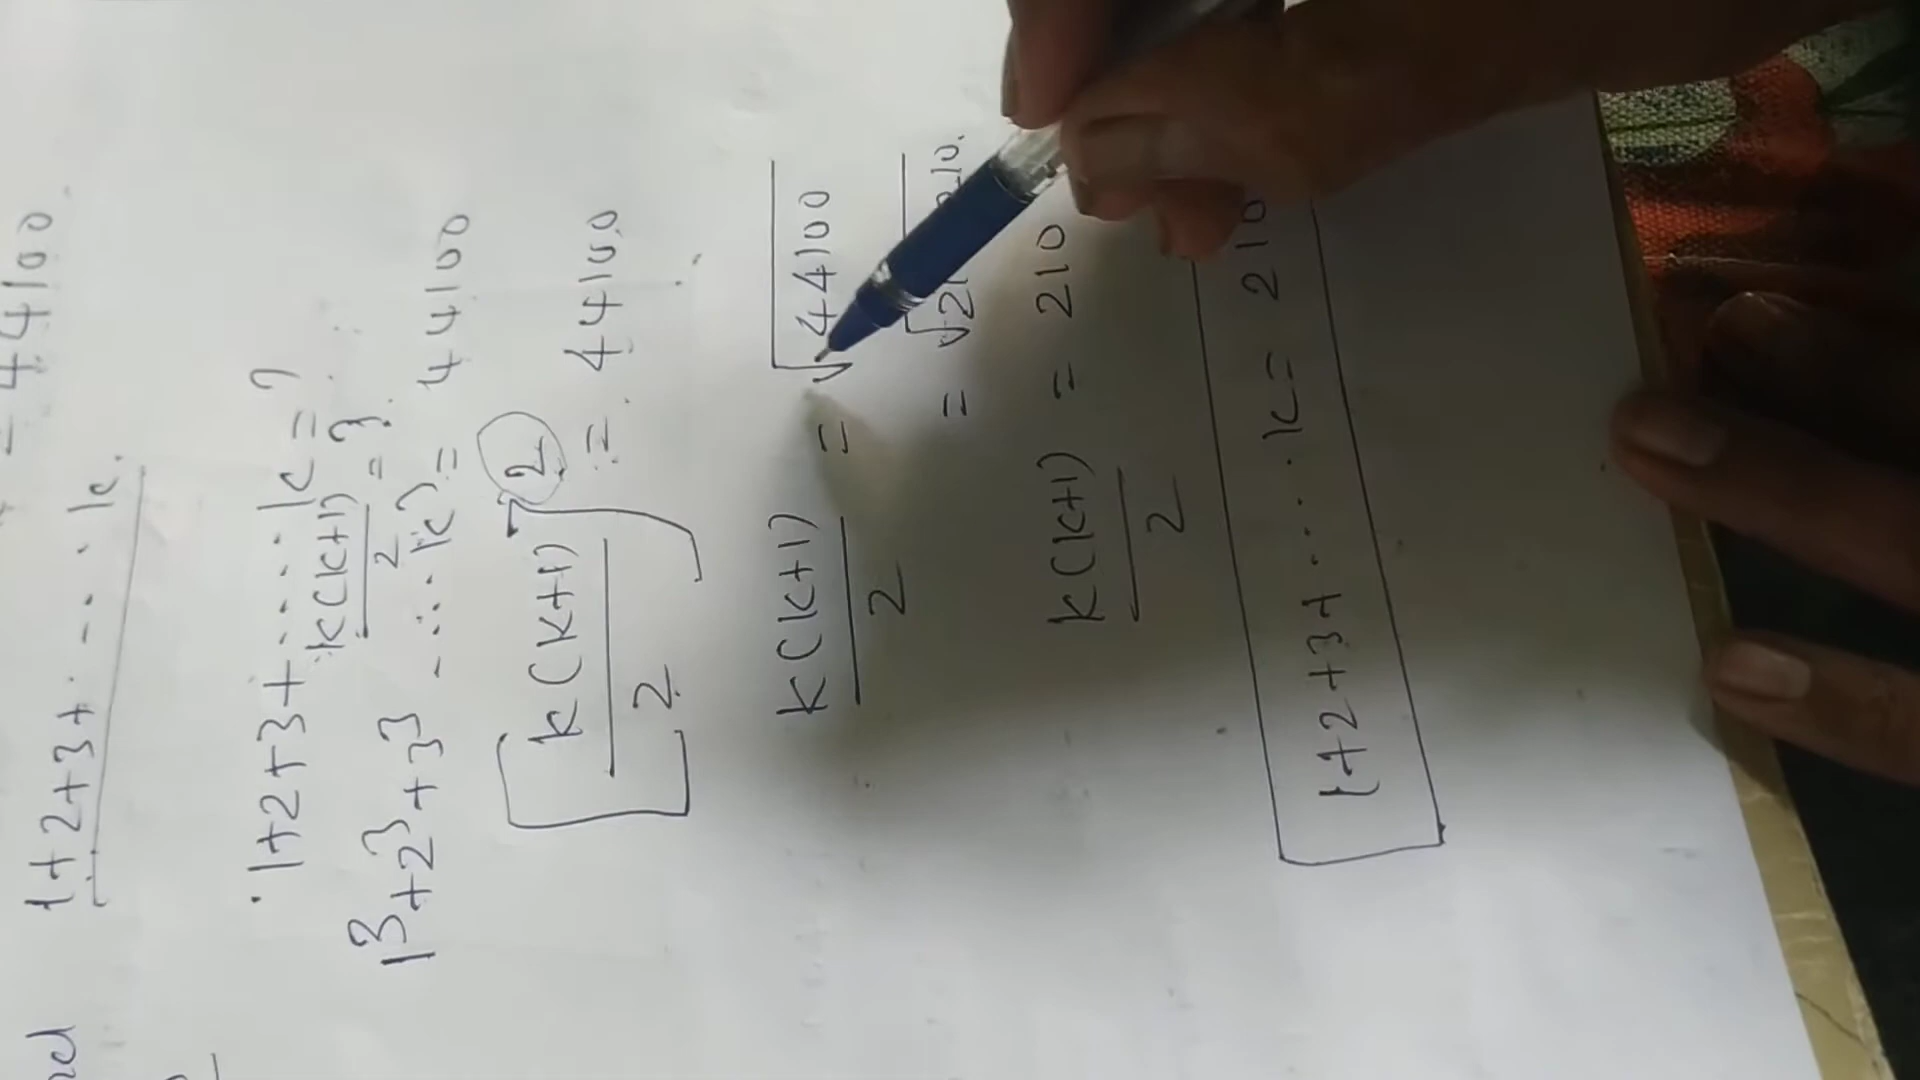 = 44100
1+2+3+ ..... k.
1+2+3+ .... k = ?
k(k+1)/2 = ?
1³+2³+3³ ..... k³ = 44100
[k(k+1)/2]² = 44100
k(k+1)/2 = √44100
= √210
k(k+1)/2 = 210
1+2+3+ .... k = 210